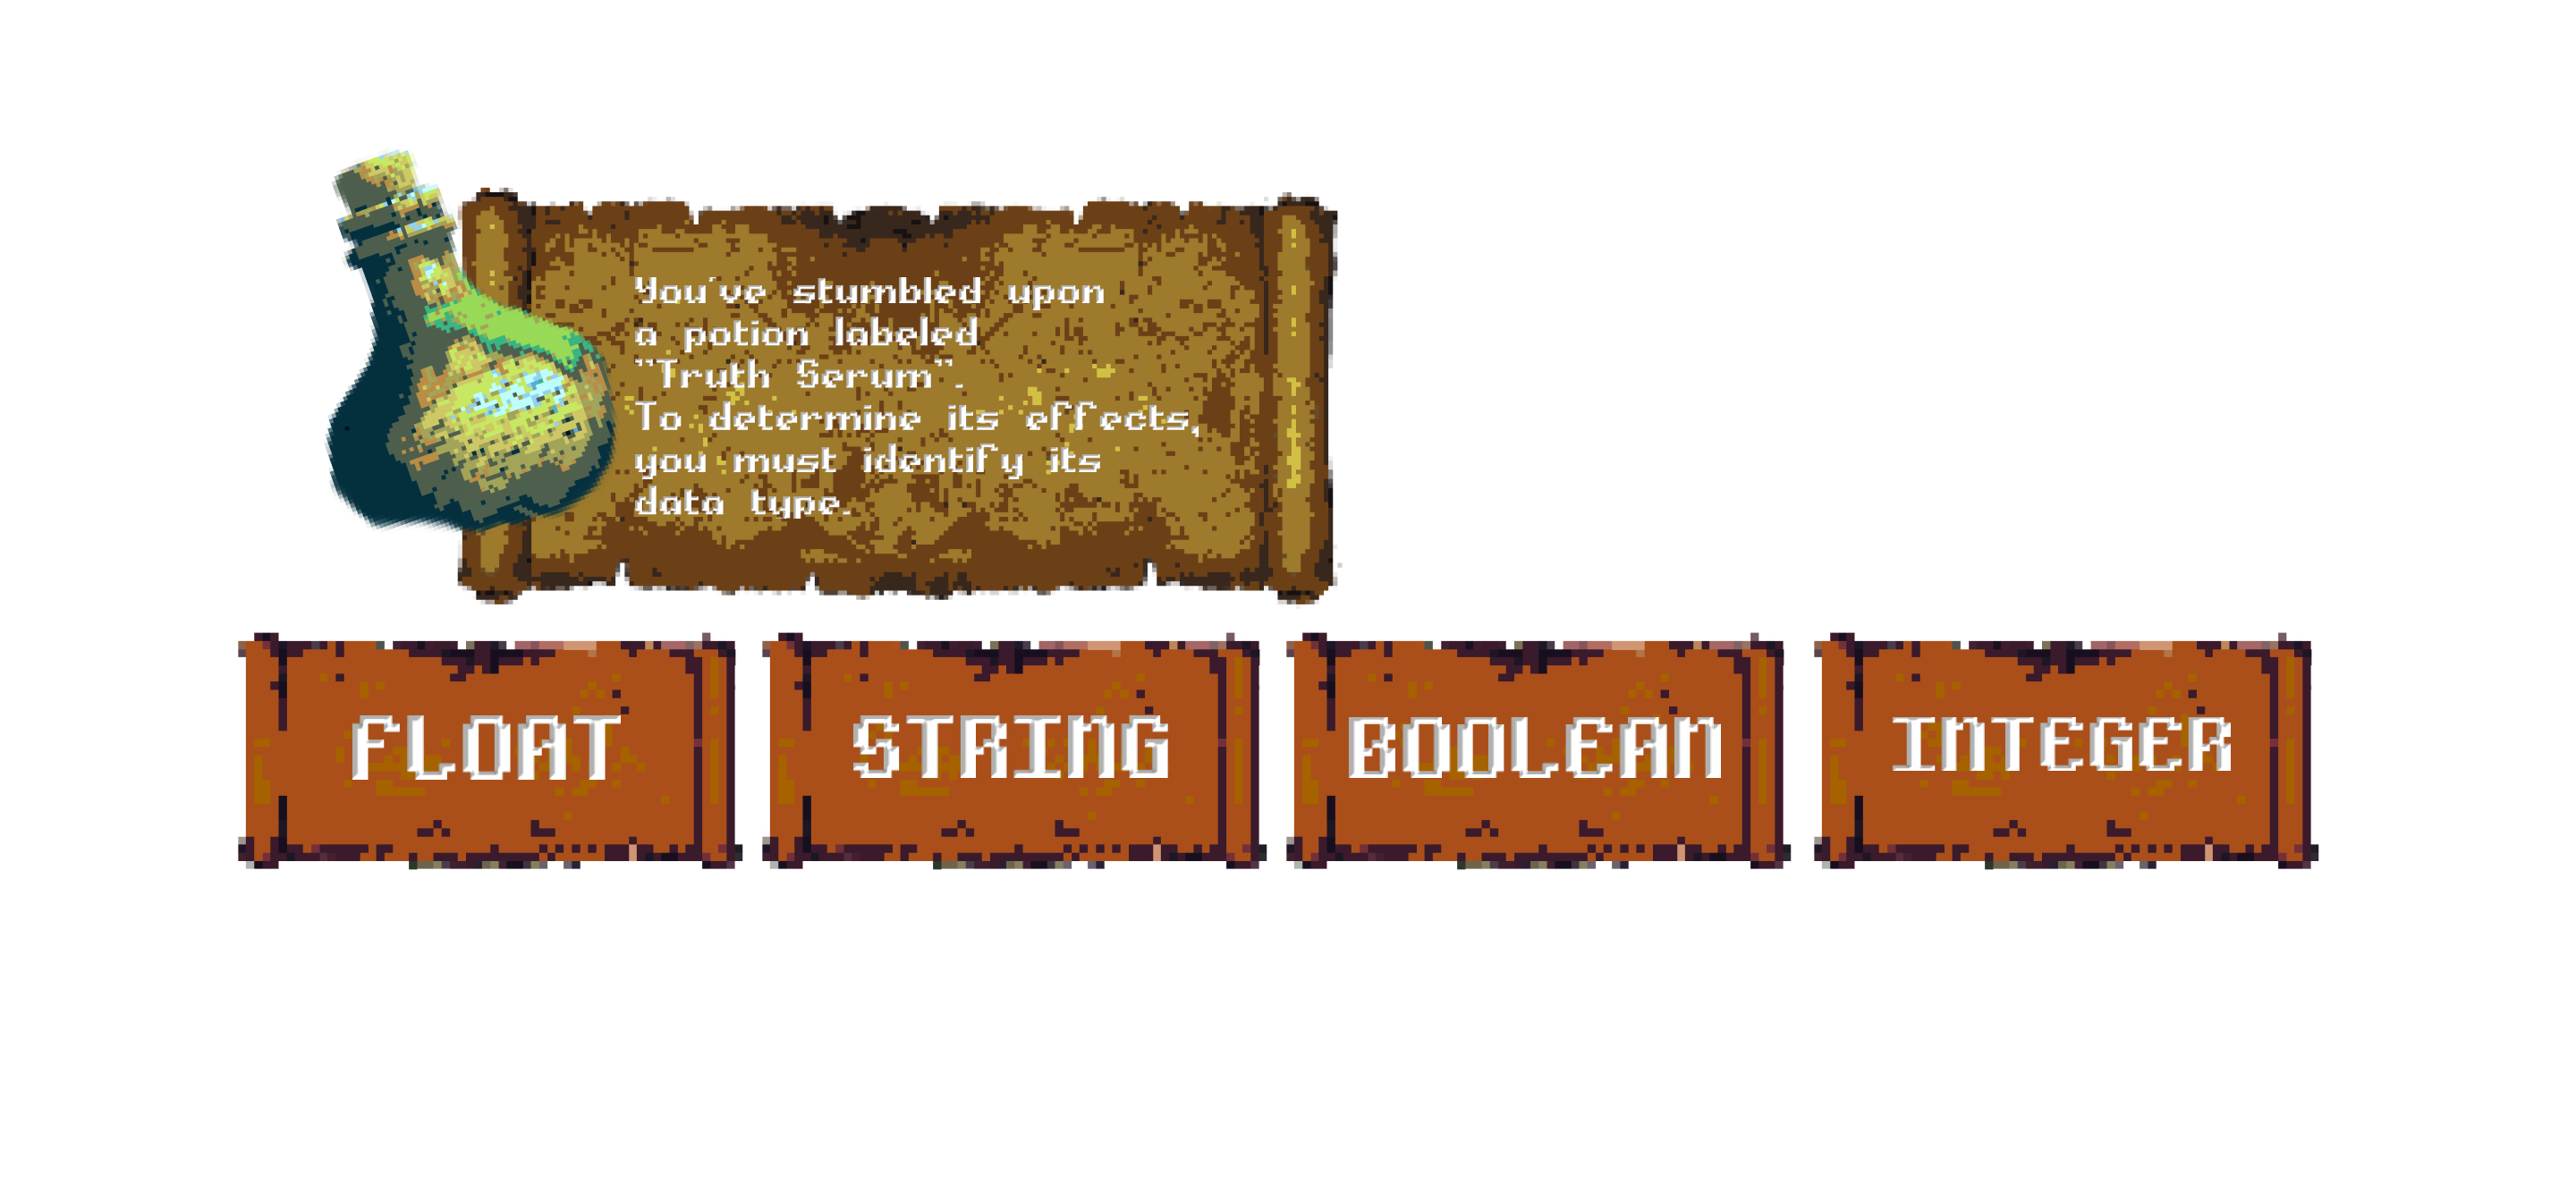 You've stumbled upon
a potion labeled
"Truth Serum".
To determine its effects,
you must identify its
data type.
FLOAT
STRING
BOOLEAN
INTEGER